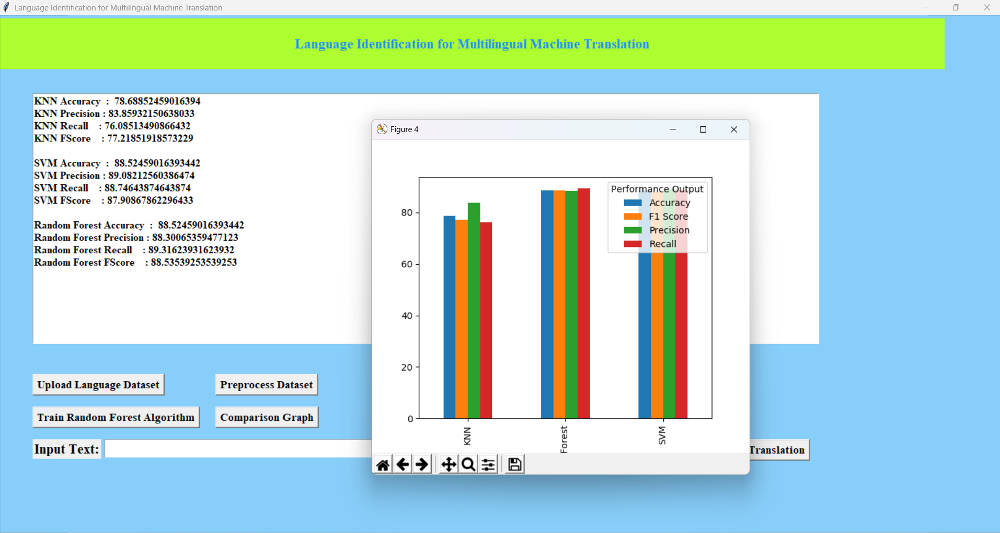 Language Identification for Multilingual Machine Translation
Language Identification for Multilingual Machine Translation
KNN Accuracy : 78.68852459016394
KNN Precision : 83.85932150638033
KNN Recall : 76.08513490866432
KNN FScore : 77.21851918573229
SVM Accuracy : 88.52459016393442
SVM Precision : 89.08212560386474
SVM Recall : 88.74643874643874
SVM FScore : 87.90867862296433
Random Forest Accuracy : 88.52459016393442
Random Forest Precision : 88.30065359477123
Random Forest Recall : 89.31623931623932
Random Forest FScore : 88.53539253539253
Figure 4
Performance Output
Accuracy
F1 Score
Precision
Recall
80
60
40
20
0
KNN
Forest
SVM
Upload Language Dataset
Preprocess Dataset
Train Random Forest Algorithm
Comparison Graph
Input Text:
Translation